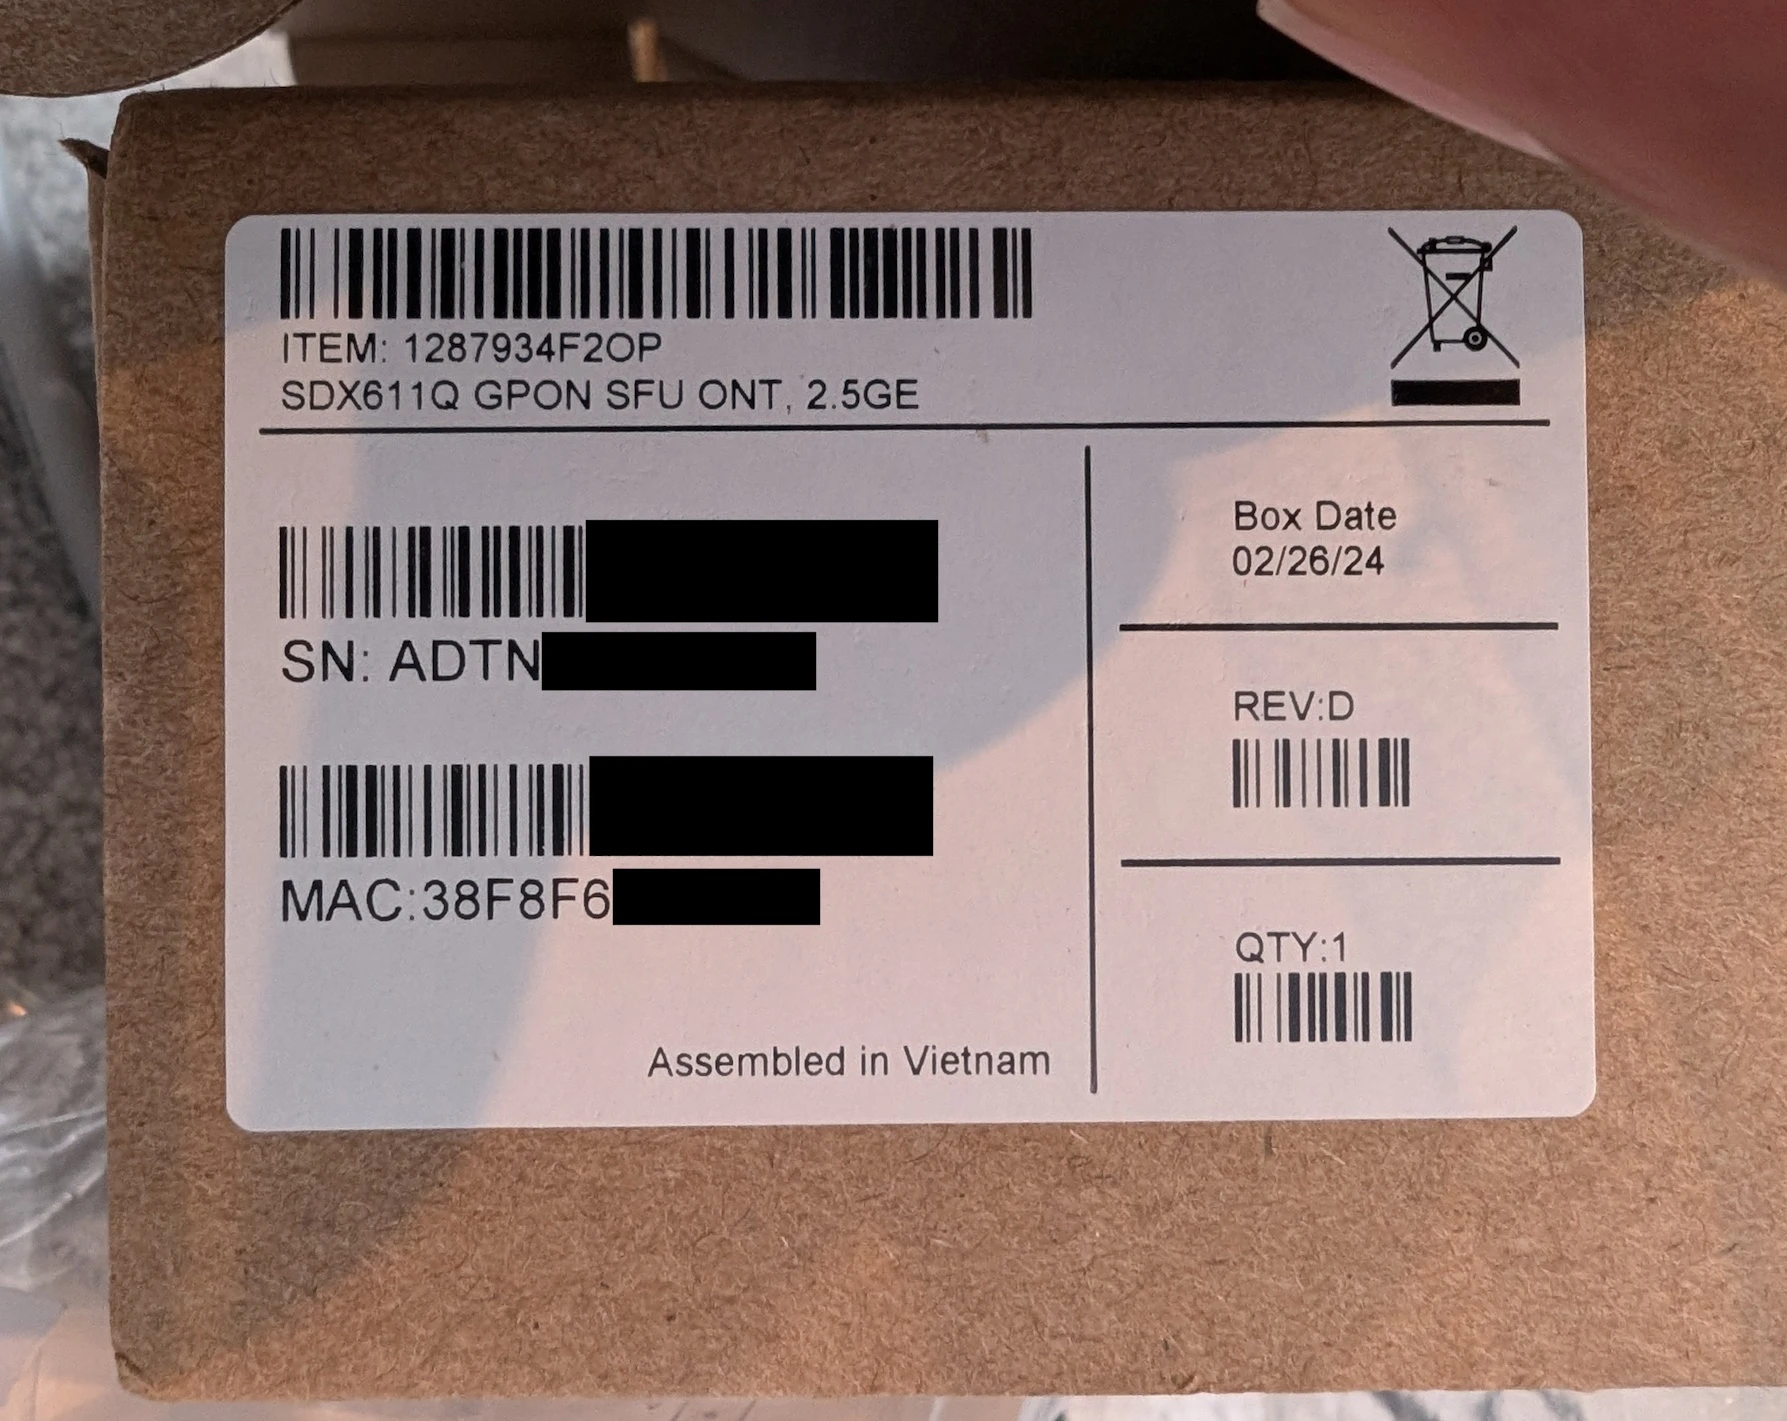 ITEM: 1287934F2OP
SDX611Q GPON SFU ONT, 2.5GE
SN: ADTN
MAC:38F8F6
Assembled in Vietnam
Box Date
02/26/24
REV:D
QTY:1